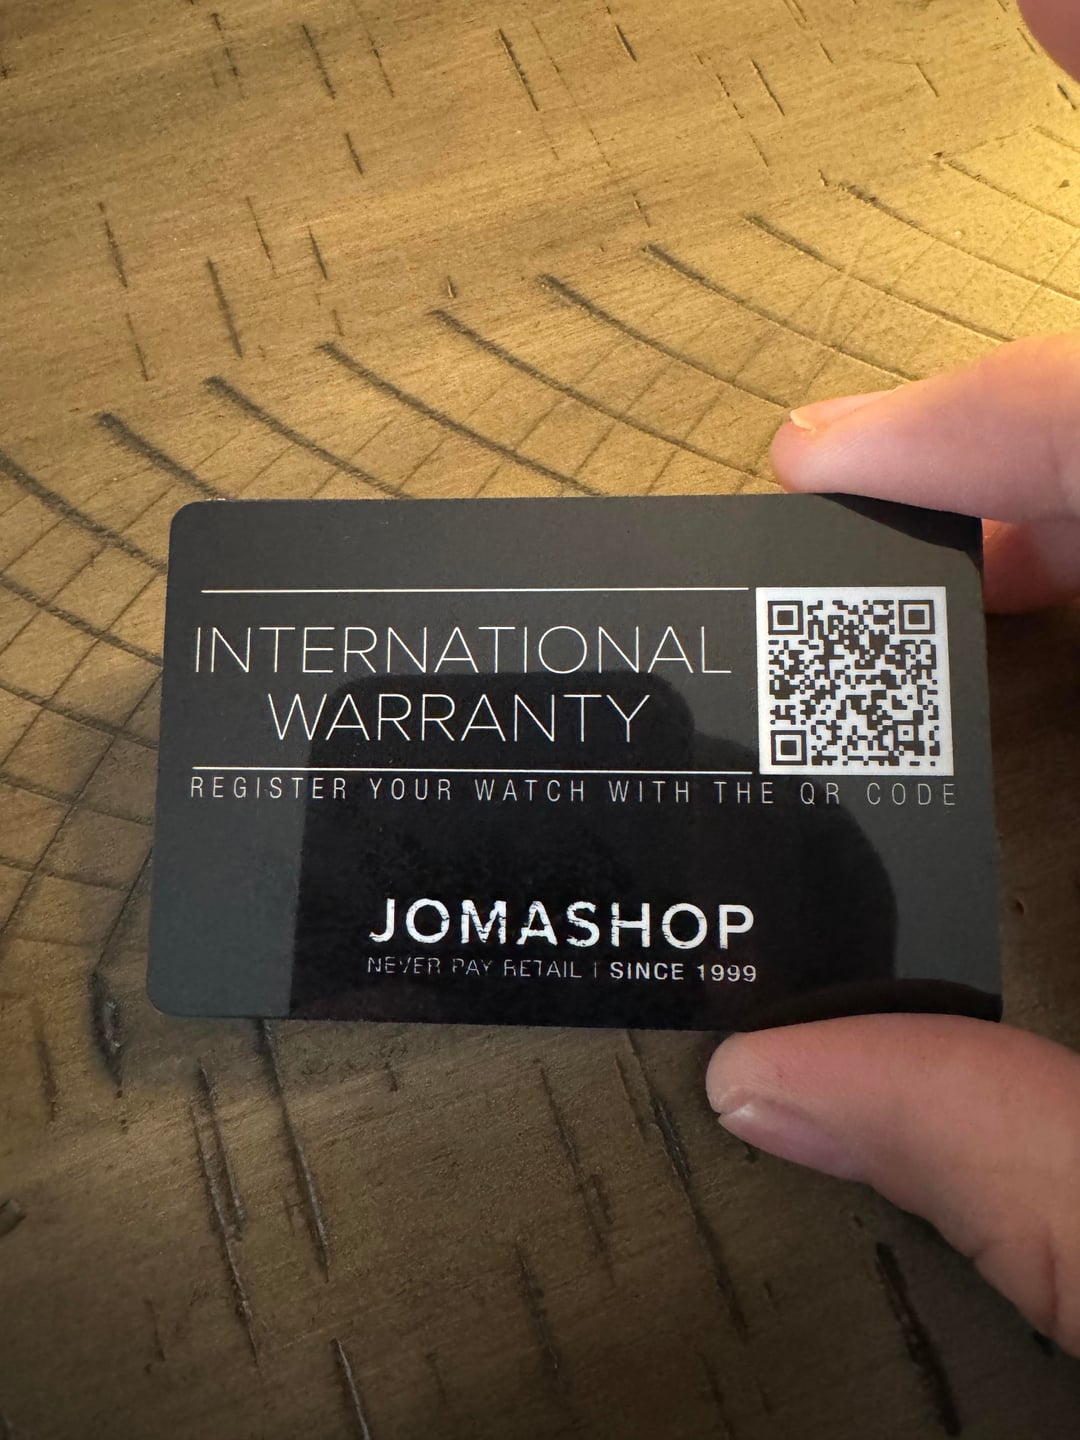 INTERNATIONAL
WARRANTY
REGISTER YOUR WATCH WITH THE QR CODE
JOMASHOP
NEVER PAY RETAIL | SINCE 1999